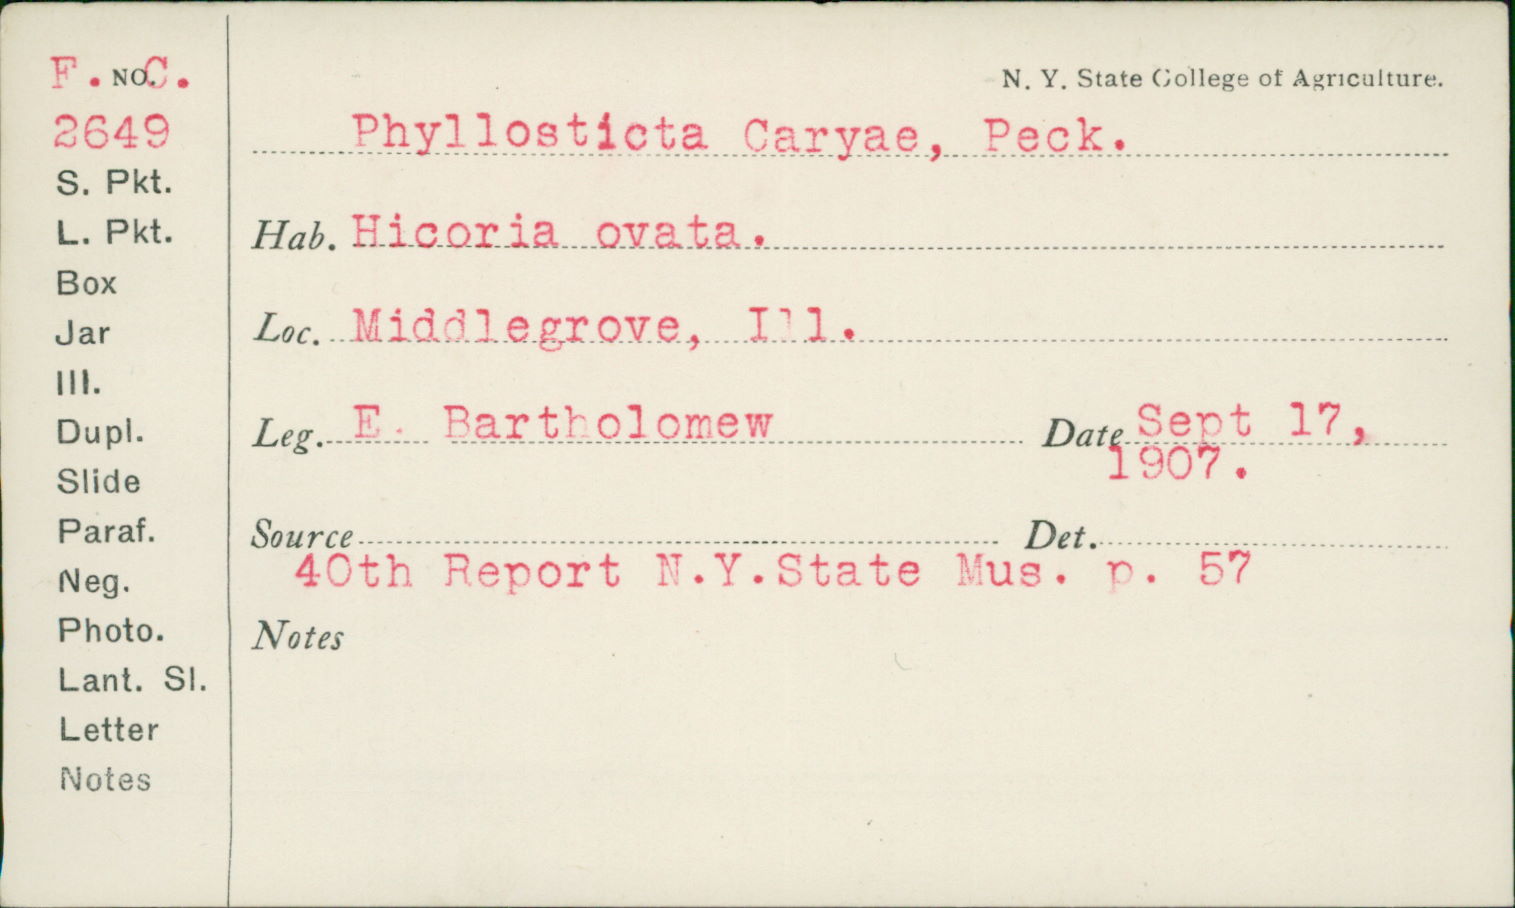 F. NO. C.
2649
S. Pkt.
L. Pkt.
Box
Jar
Ill.
Dupl.
Slide
Paraf.
Neg.
Photo.
Lant. Sl.
Letter
Notes
N. Y. State College of Agriculture.
Phyllosticta Caryae, Peck.
Hab. Hicoria ovata.
Loc. Middlegrove, Ill.
Leg. E. Bartholomew Date Sept 17,
1907.
Source Det.
40th Report N.Y.State Mus. p. 57
Notes